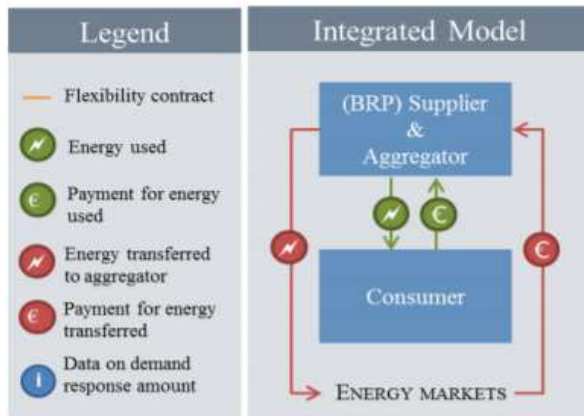 Legend
Flexibility contract
Energy used
€
Payment for energy
used
Energy transferred
to aggregator
€
Payment for energy
transferred
i
Data on demand
response amount
Integrated Model
(BRP) Supplier
&
Aggregator
€
€
Consumer
ENERGY MARKETS